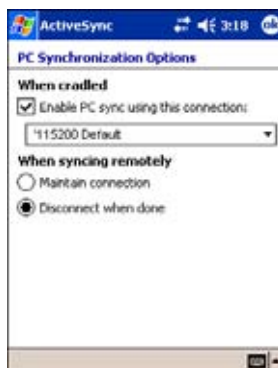 ActiveSync 3:18 ok
PC Synchronization Options
When cradled
Enable PC sync using this connection:
'115200 Default
When syncing remotely
Maintain connection
Disconnect when done